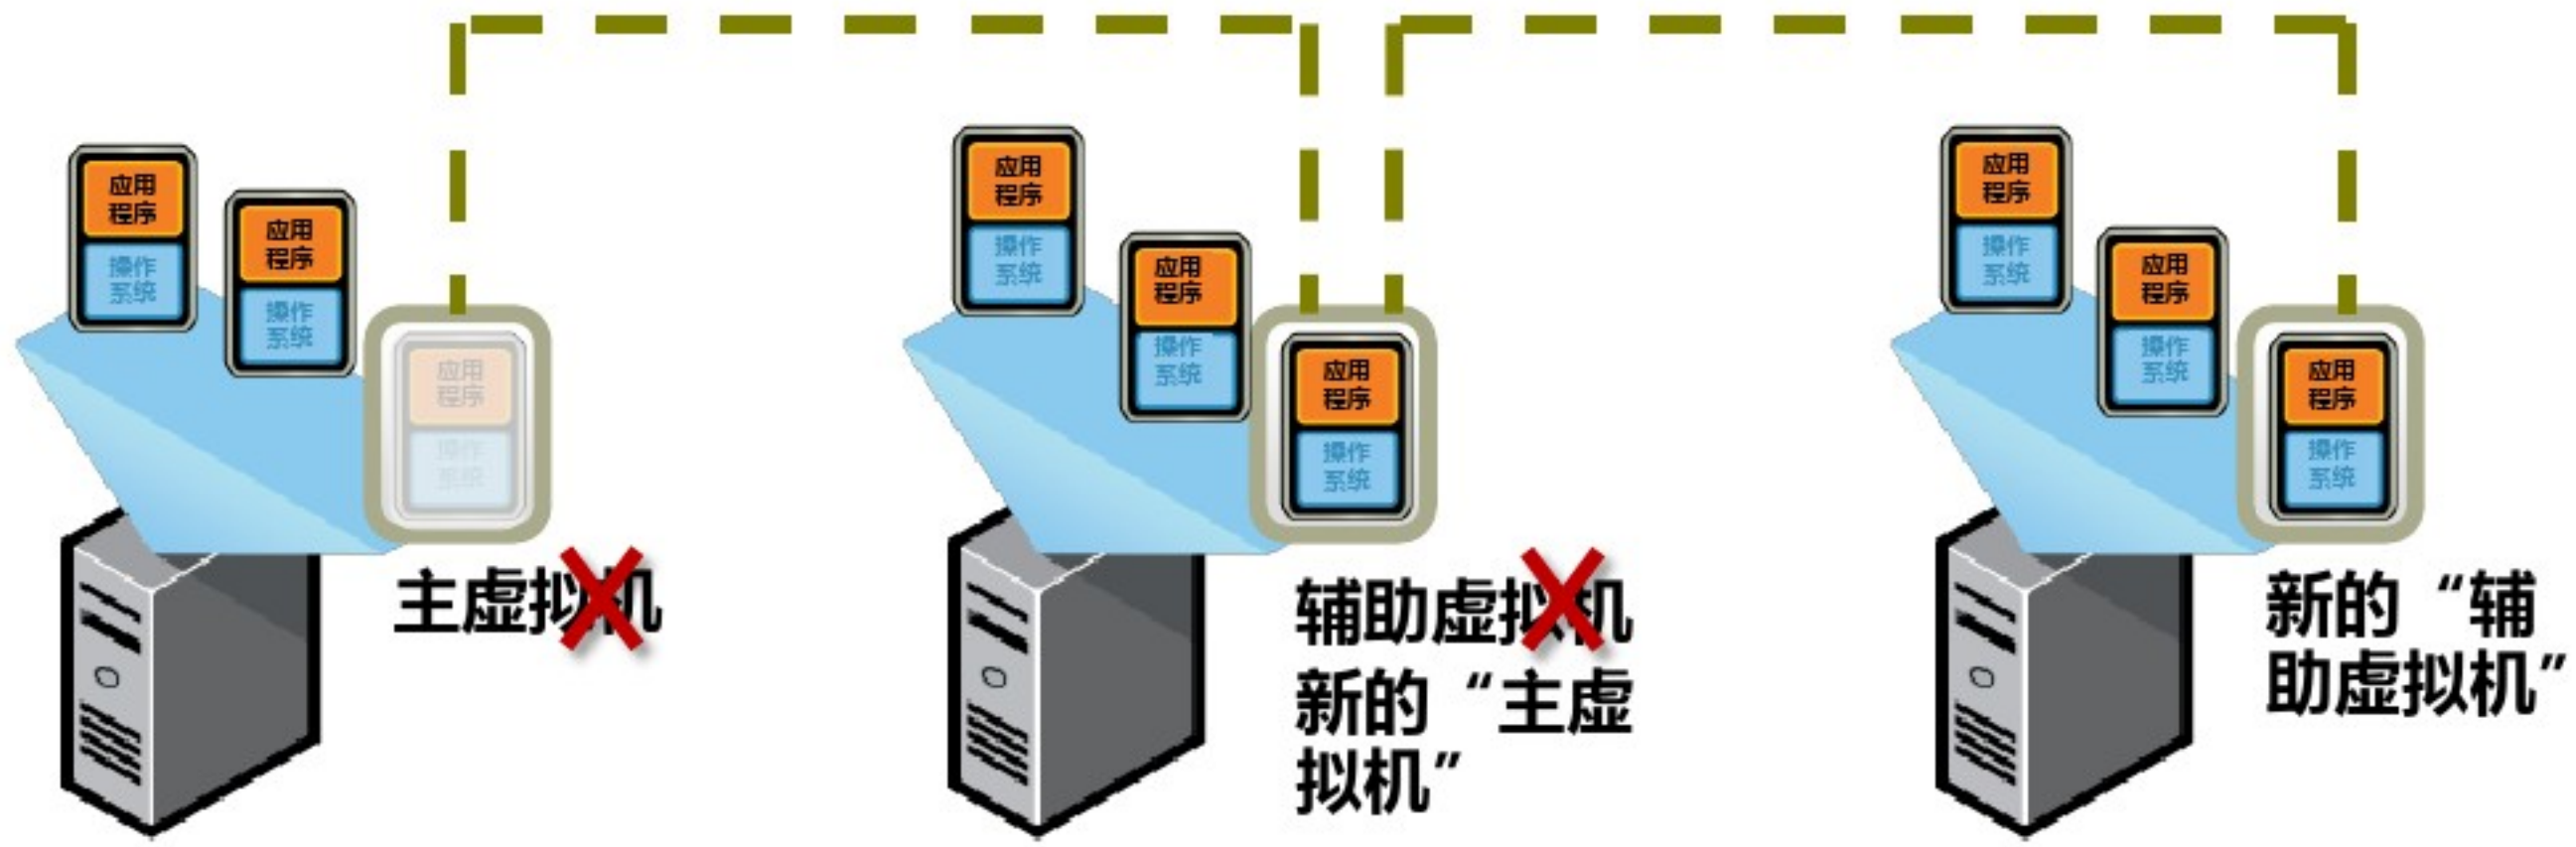 应用
程序
操作
系统
应用
程序
操作
系统
应用
程序
操作
系统
主虚拟机
应用
程序
操作
系统
应用
程序
操作
系统
应用
程序
操作
系统
辅助虚拟机
新的“主虚
拟机”
应用
程序
操作
系统
应用
程序
操作
系统
应用
程序
操作
系统
新的“辅
助虚拟机”